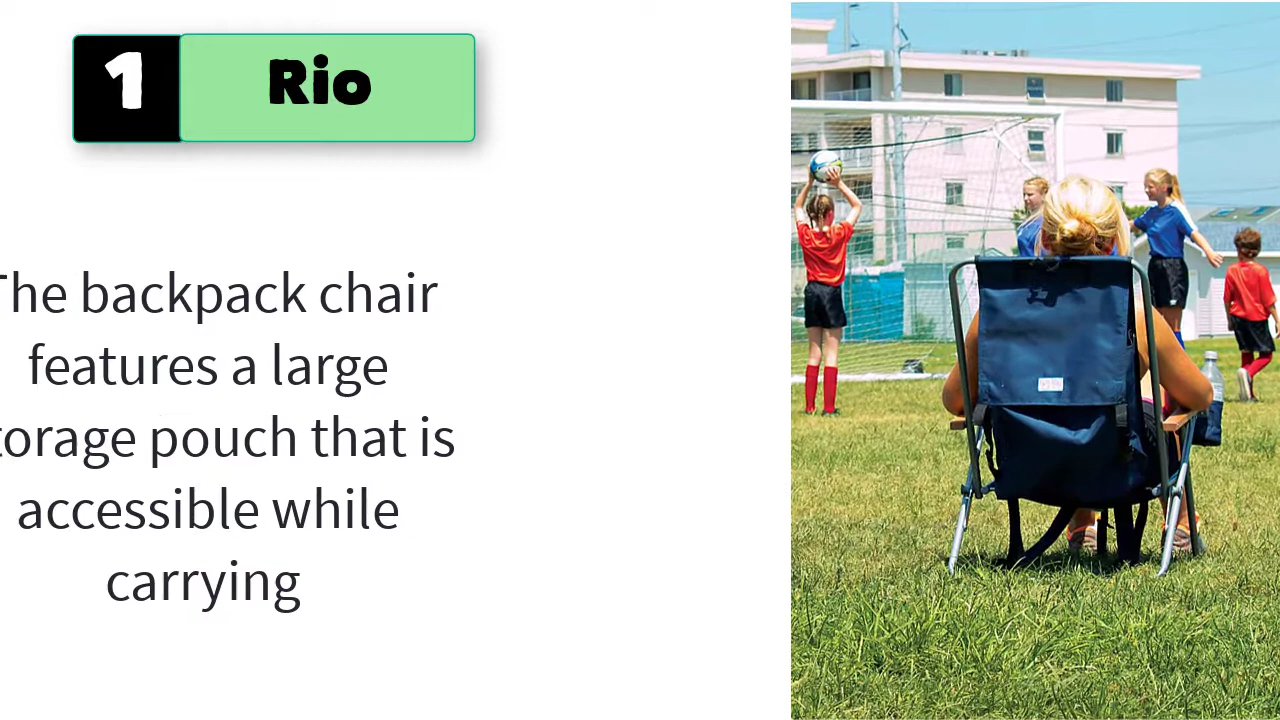 1 Rio
The backpack chair
features a large
torage pouch that is
accessible while
carrying